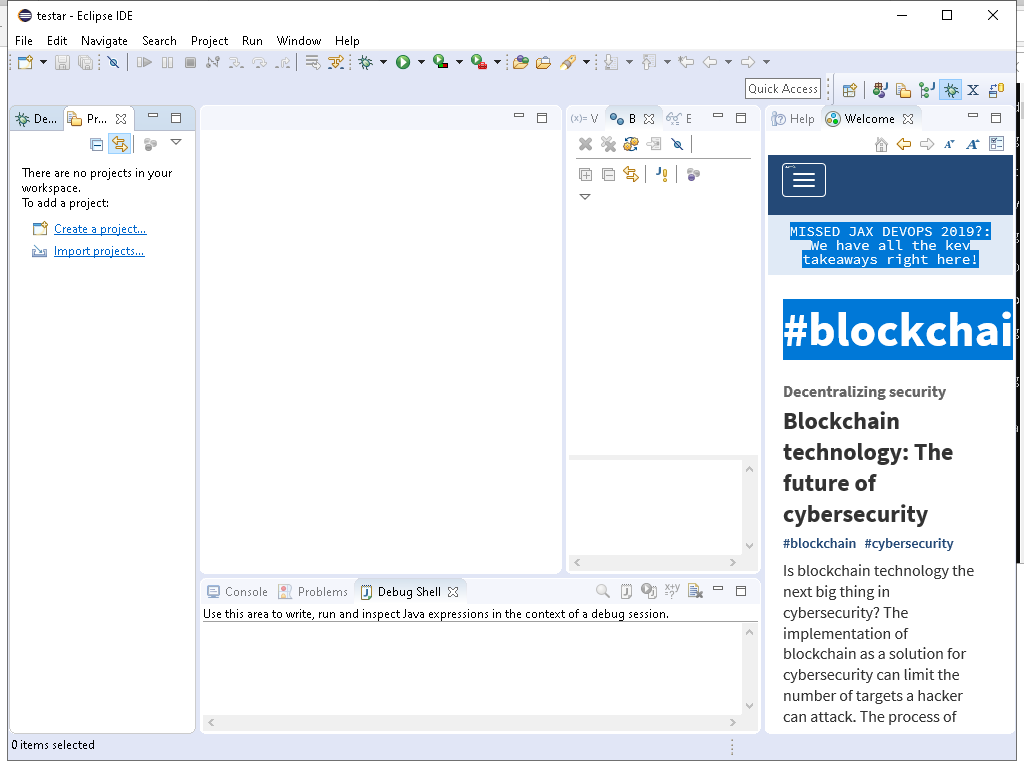 testar - Eclipse IDE
File Edit Navigate Search Project Run Window Help
Quick Access
De... Pr...
(x)= V B E
Help Welcome
There are no projects in your
workspace.
To add a project:
Create a project...
Import projects...
MISSED JAX DEVOPS 2019?:
We have all the key
takeaways right here!
#blockchai
Decentralizing security
Blockchain
technology: The
future of
cybersecurity
#blockchain #cybersecurity
Is blockchain technology the
next big thing in
cybersecurity? The
implementation of
blockchain as a solution for
cybersecurity can limit the
number of targets a hacker
can attack. The process of
Console Problems Debug Shell
Use this area to write, run and inspect Java expressions in the context of a debug session.
0 items selected